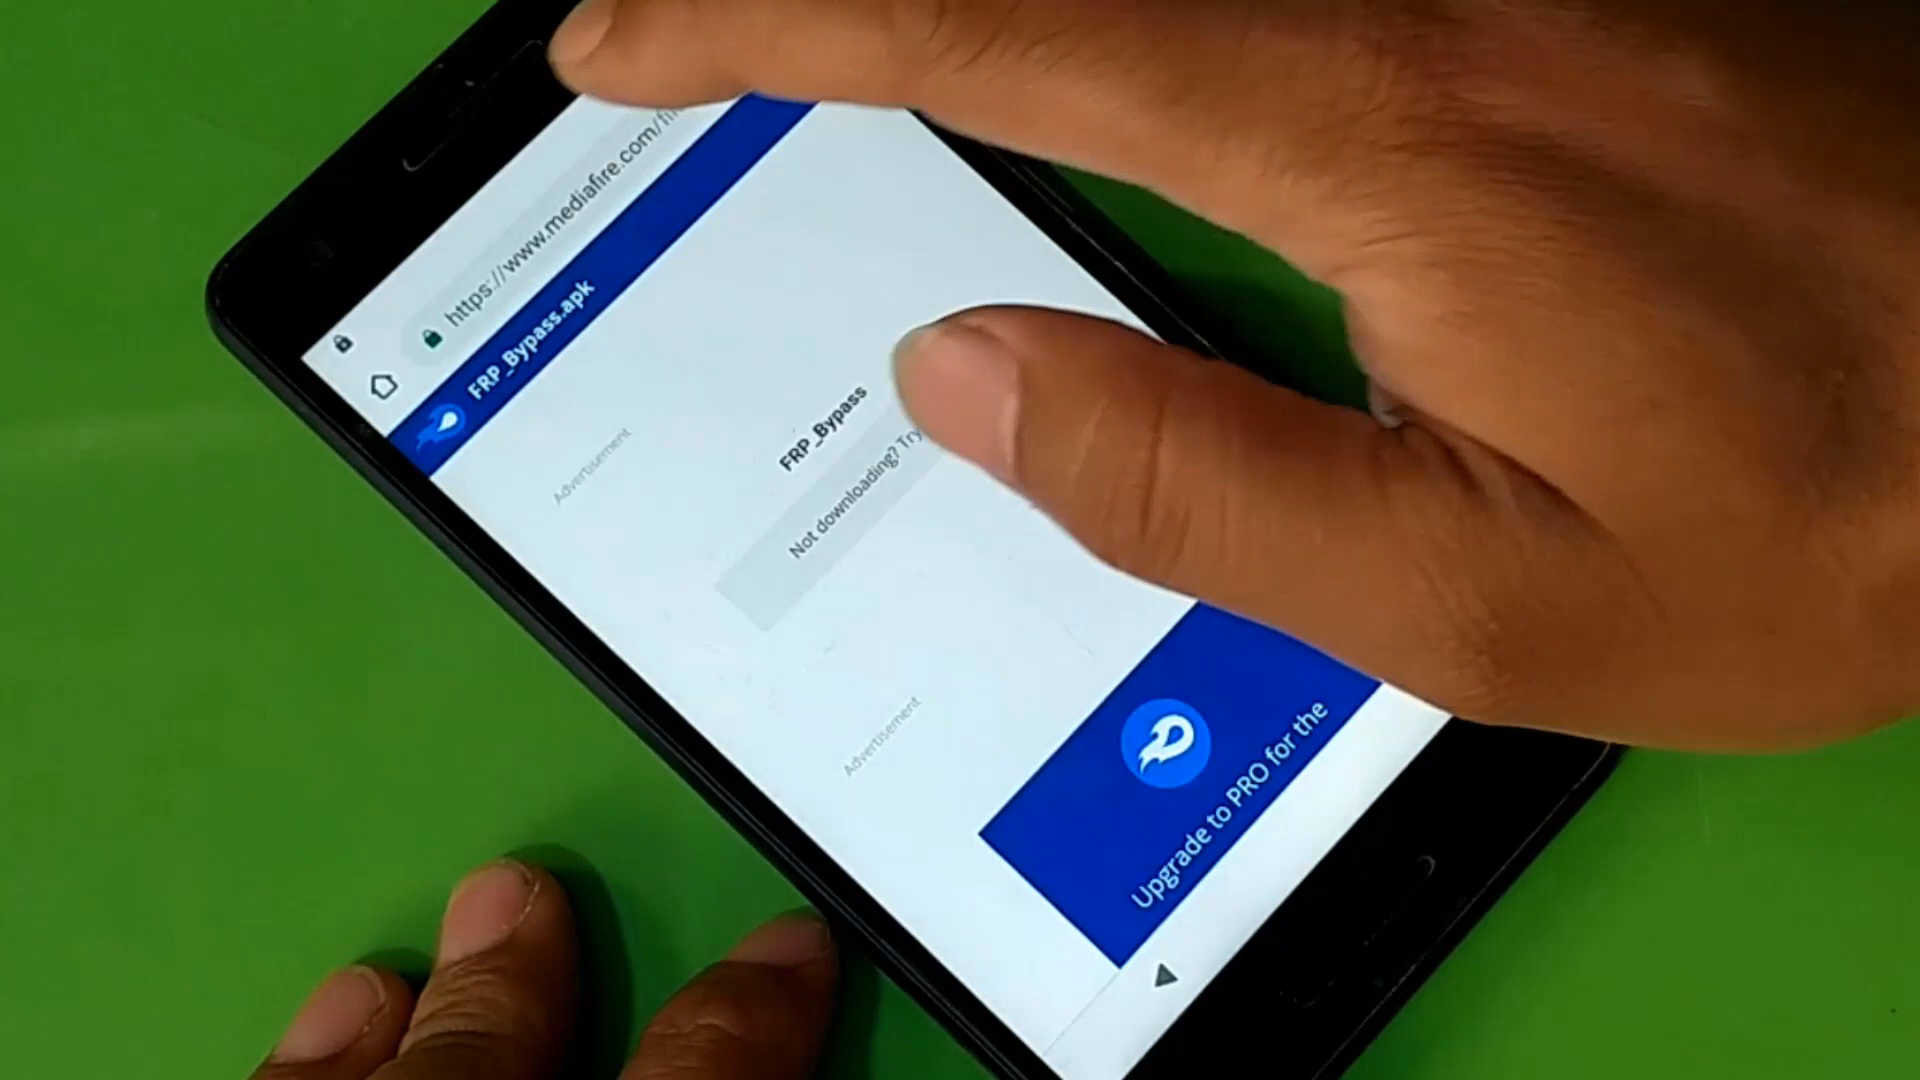 https://www.mediafire.com/fi
FRP_Bypass.apk
Advertisement
FRP_Bypass
Not downloading? Try
Advertisement
Upgrade to PRO for the